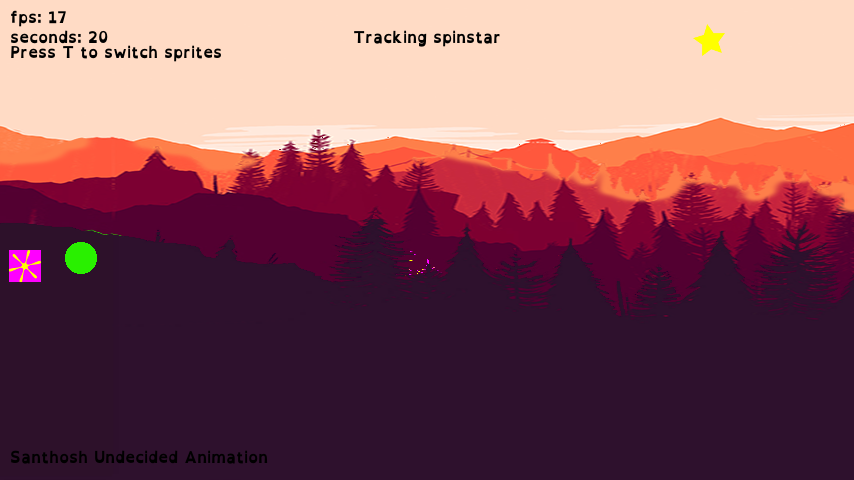 fps: 17
seconds: 20
Press T to switch sprites
Tracking spinstar
Santhosh Undecided Animation